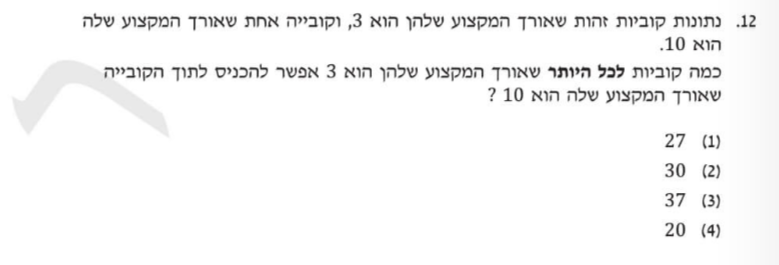 12. נתונות קוביות זהות שאורך המקצוע שלהן הוא 3, וקובייה אחת שאורך המקצוע שלה
הוא 10.
כמה קוביות לכל היותר שאורך המקצוע שלהן הוא 3 אפשר להכניס לתוך הקובייה
שאורך המקצוע שלה הוא 10 ?
(1) 27
(2) 30
(3) 37
(4) 20